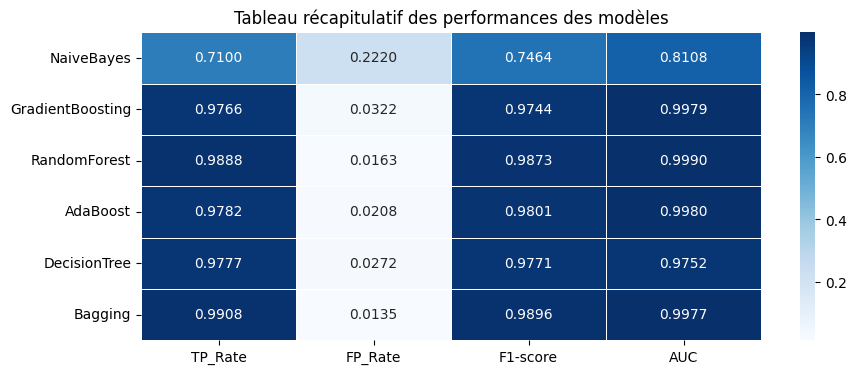 Tableau récapitulatif des performances des modèles
NaiveBayes 0.7100 0.2220 0.7464 0.8108
GradientBoosting 0.9766 0.0322 0.9744 0.9979
RandomForest 0.9888 0.0163 0.9873 0.9990
AdaBoost 0.9782 0.0208 0.9801 0.9980
DecisionTree 0.9777 0.0272 0.9771 0.9752
Bagging 0.9908 0.0135 0.9896 0.9977
TP_Rate FP_Rate F1-score AUC
0.8
0.6
0.4
0.2